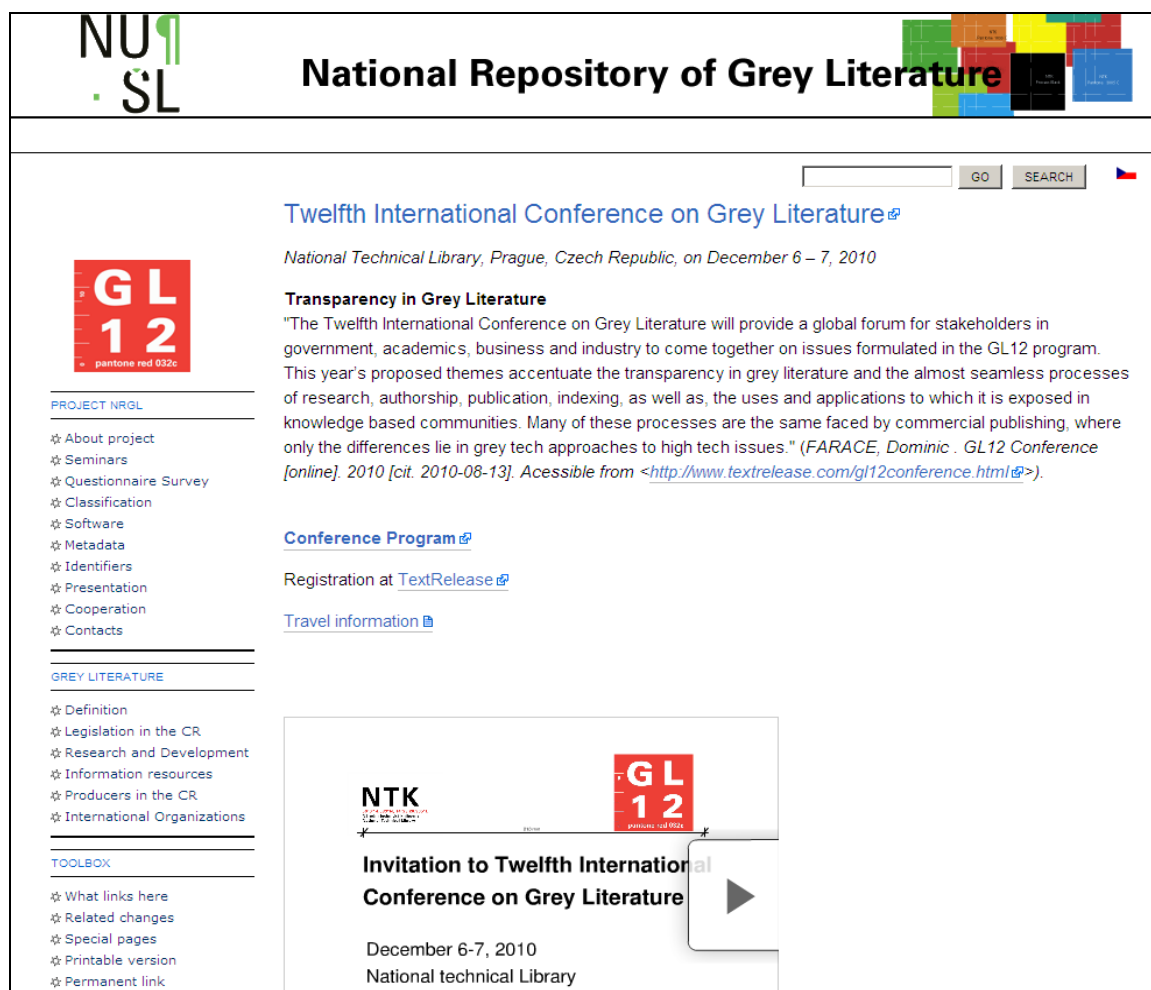 NU¶
· ŠL
National Repository of Grey Literature
GO
SEARCH
Twelfth International Conference on Grey Literature
National Technical Library, Prague, Czech Republic, on December 6 – 7, 2010
Transparency in Grey Literature
"The Twelfth International Conference on Grey Literature will provide a global forum for stakeholders in
government, academics, business and industry to come together on issues formulated in the GL12 program.
This year's proposed themes accentuate the transparency in grey literature and the almost seamless processes
of research, authorship, publication, indexing, as well as, the uses and applications to which it is exposed in
knowledge based communities. Many of these processes are the same faced by commercial publishing, where
only the differences lie in grey tech approaches to high tech issues." (FARACE, Dominic . GL12 Conference
[online]. 2010 [cit. 2010-08-13]. Acessible from <http://www.textrelease.com/gl12conference.html>).
Conference Program
Registration at TextRelease
Travel information
GL
12
pantone red 032c
PROJECT NRGL
About project
Seminars
Questionnaire Survey
Classification
Software
Metadata
Identifiers
Presentation
Cooperation
Contacts
GREY LITERATURE
Definition
Legislation in the CR
Research and Development
Information resources
Producers in the CR
International Organizations
TOOLBOX
What links here
Related changes
Special pages
Printable version
Permanent link
NTK
National Technical Library
GL
12
pantone red 032c
Invitation to Twelfth International
Conference on Grey Literature
December 6-7, 2010
National technical Library